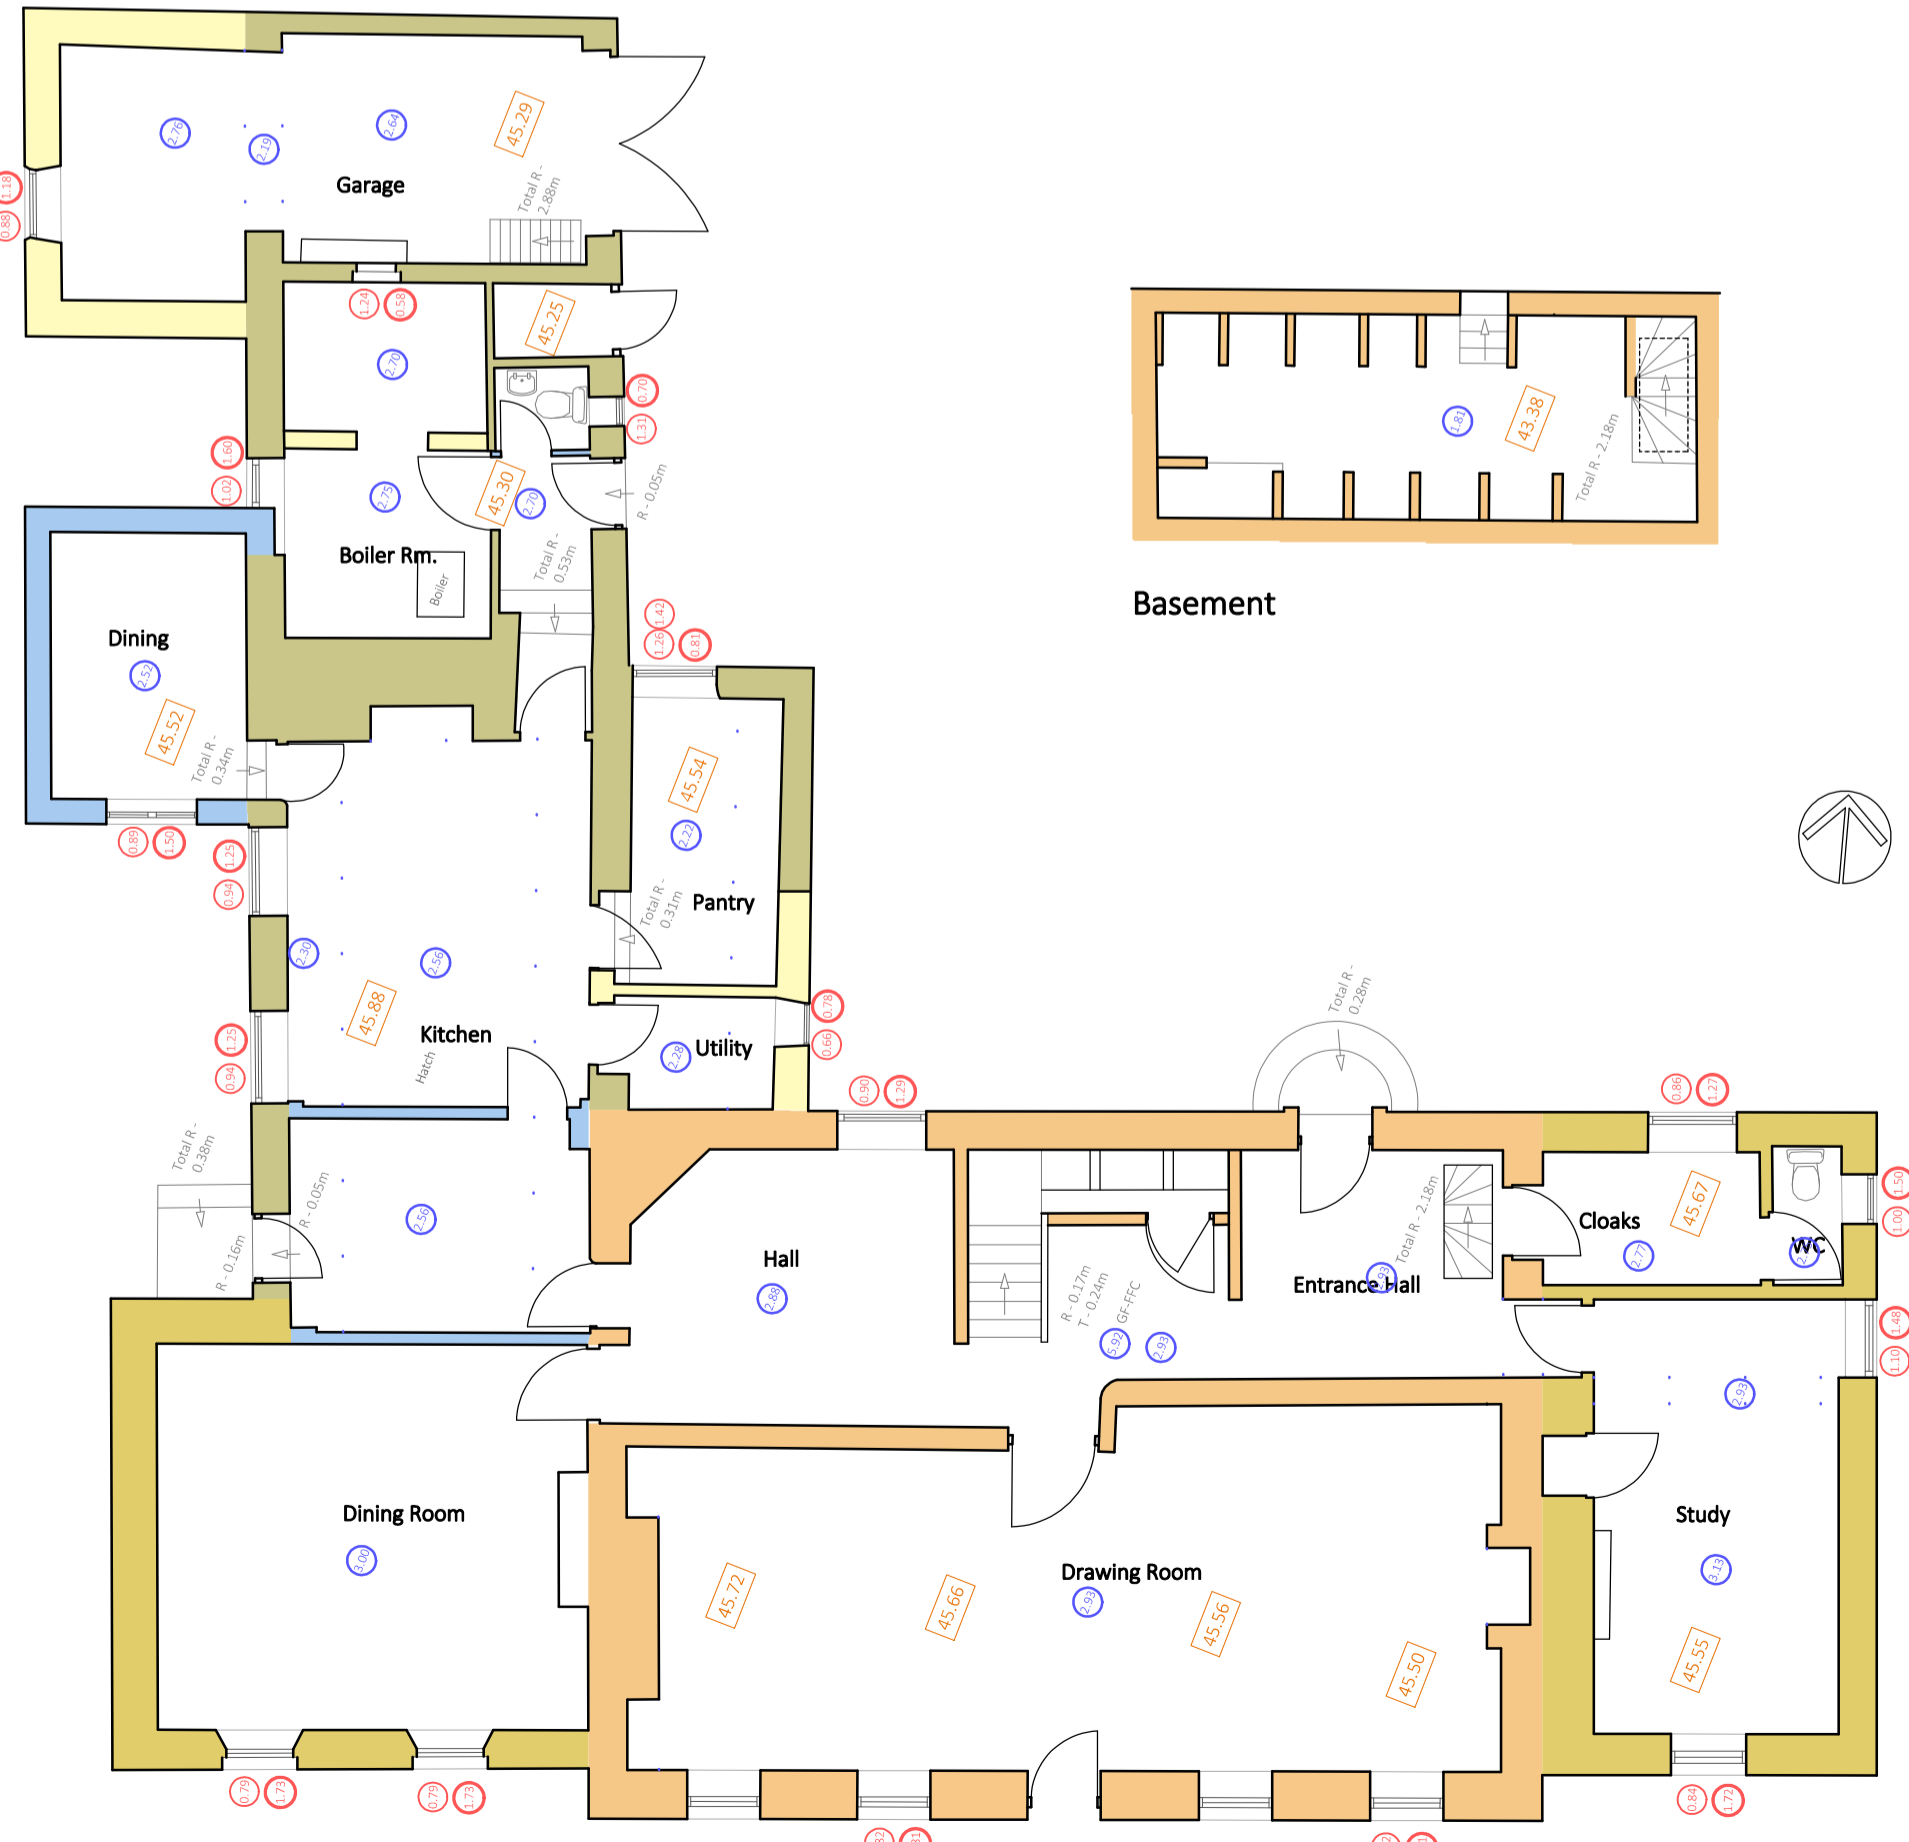 2.76
2.19
2.64
45.29
1.18
0.88
Garage
Total R -
2.88m
1.24
0.58
45.25
2.70
0.70
1.31
1.60
1.02
2.75
45.30
2.70
R - 0.05m
Boiler Rm.
Boiler
Total R -
0.53m
1.81
43.38
Total R - 2.18m
Basement
Dining
2.52
45.52
Total R -
0.34m
1.42
1.26
0.81
45.54
2.22
0.89
1.50
1.25
0.94
Pantry
Total R -
0.31m
2.30
2.56
45.88
Kitchen
Hatch
1.25
0.94
Utility
2.28
0.78
0.66
0.90
1.29
Total R -
0.28m
0.86
1.27
Total R -
0.38m
R - 0.05m
R - 0.16m
2.56
Hall
2.88
R - 0.17m
T - 0.24m
GF-FFC
5.92
2.93
Entrance Hall
2.93
Total R - 2.18m
Cloaks
2.77
45.67
WC
1.50
1.00
1.48
1.10
2.93
Dining Room
3.00
Drawing Room
2.93
45.72
45.66
45.56
45.50
Study
3.13
45.55
0.79
1.73
0.79
1.73
0.84
1.72